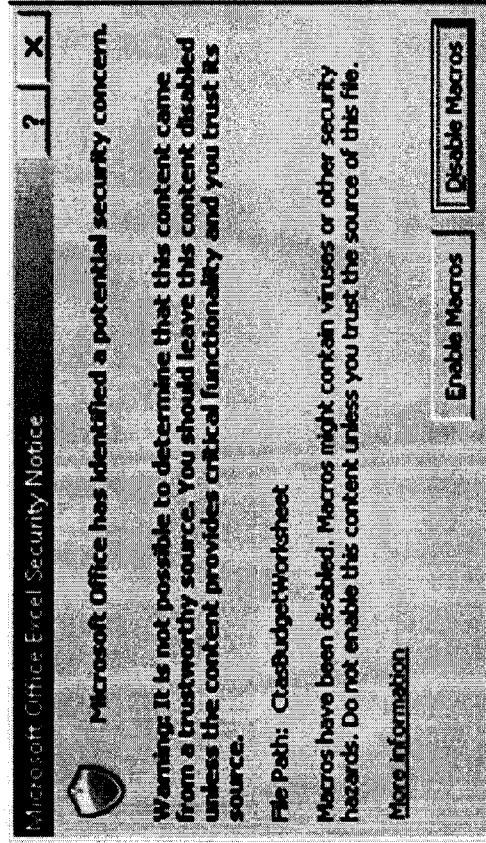 Microsoft Office Excel Security Notice
? X
Microsoft Office has identified a potential security concern.
Warning: It is not possible to determine that this content came
from a trustworthy source. You should leave this content disabled
unless the content provides critical functionality and you trust its
source.
File Path: CtasBudgetWorksheet
Macros have been disabled. Macros might contain viruses or other security
hazards. Do not enable this content unless you trust the source of this file.
More information
Enable Macros
Disable Macros